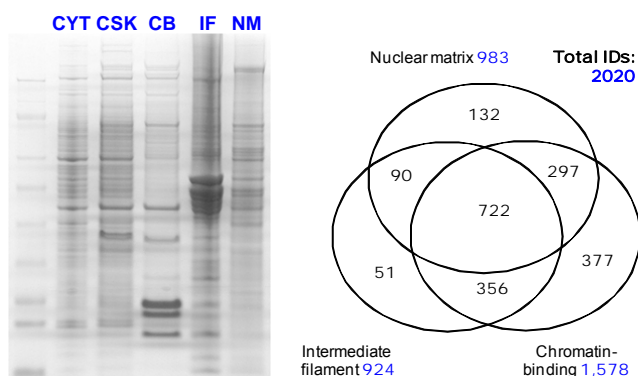 CYT CSK CB IF NM
Nuclear matrix 983
Total IDs:
2020
132
90
297
722
51
377
356
Intermediate
filament 924
Chromatin-
binding 1,578